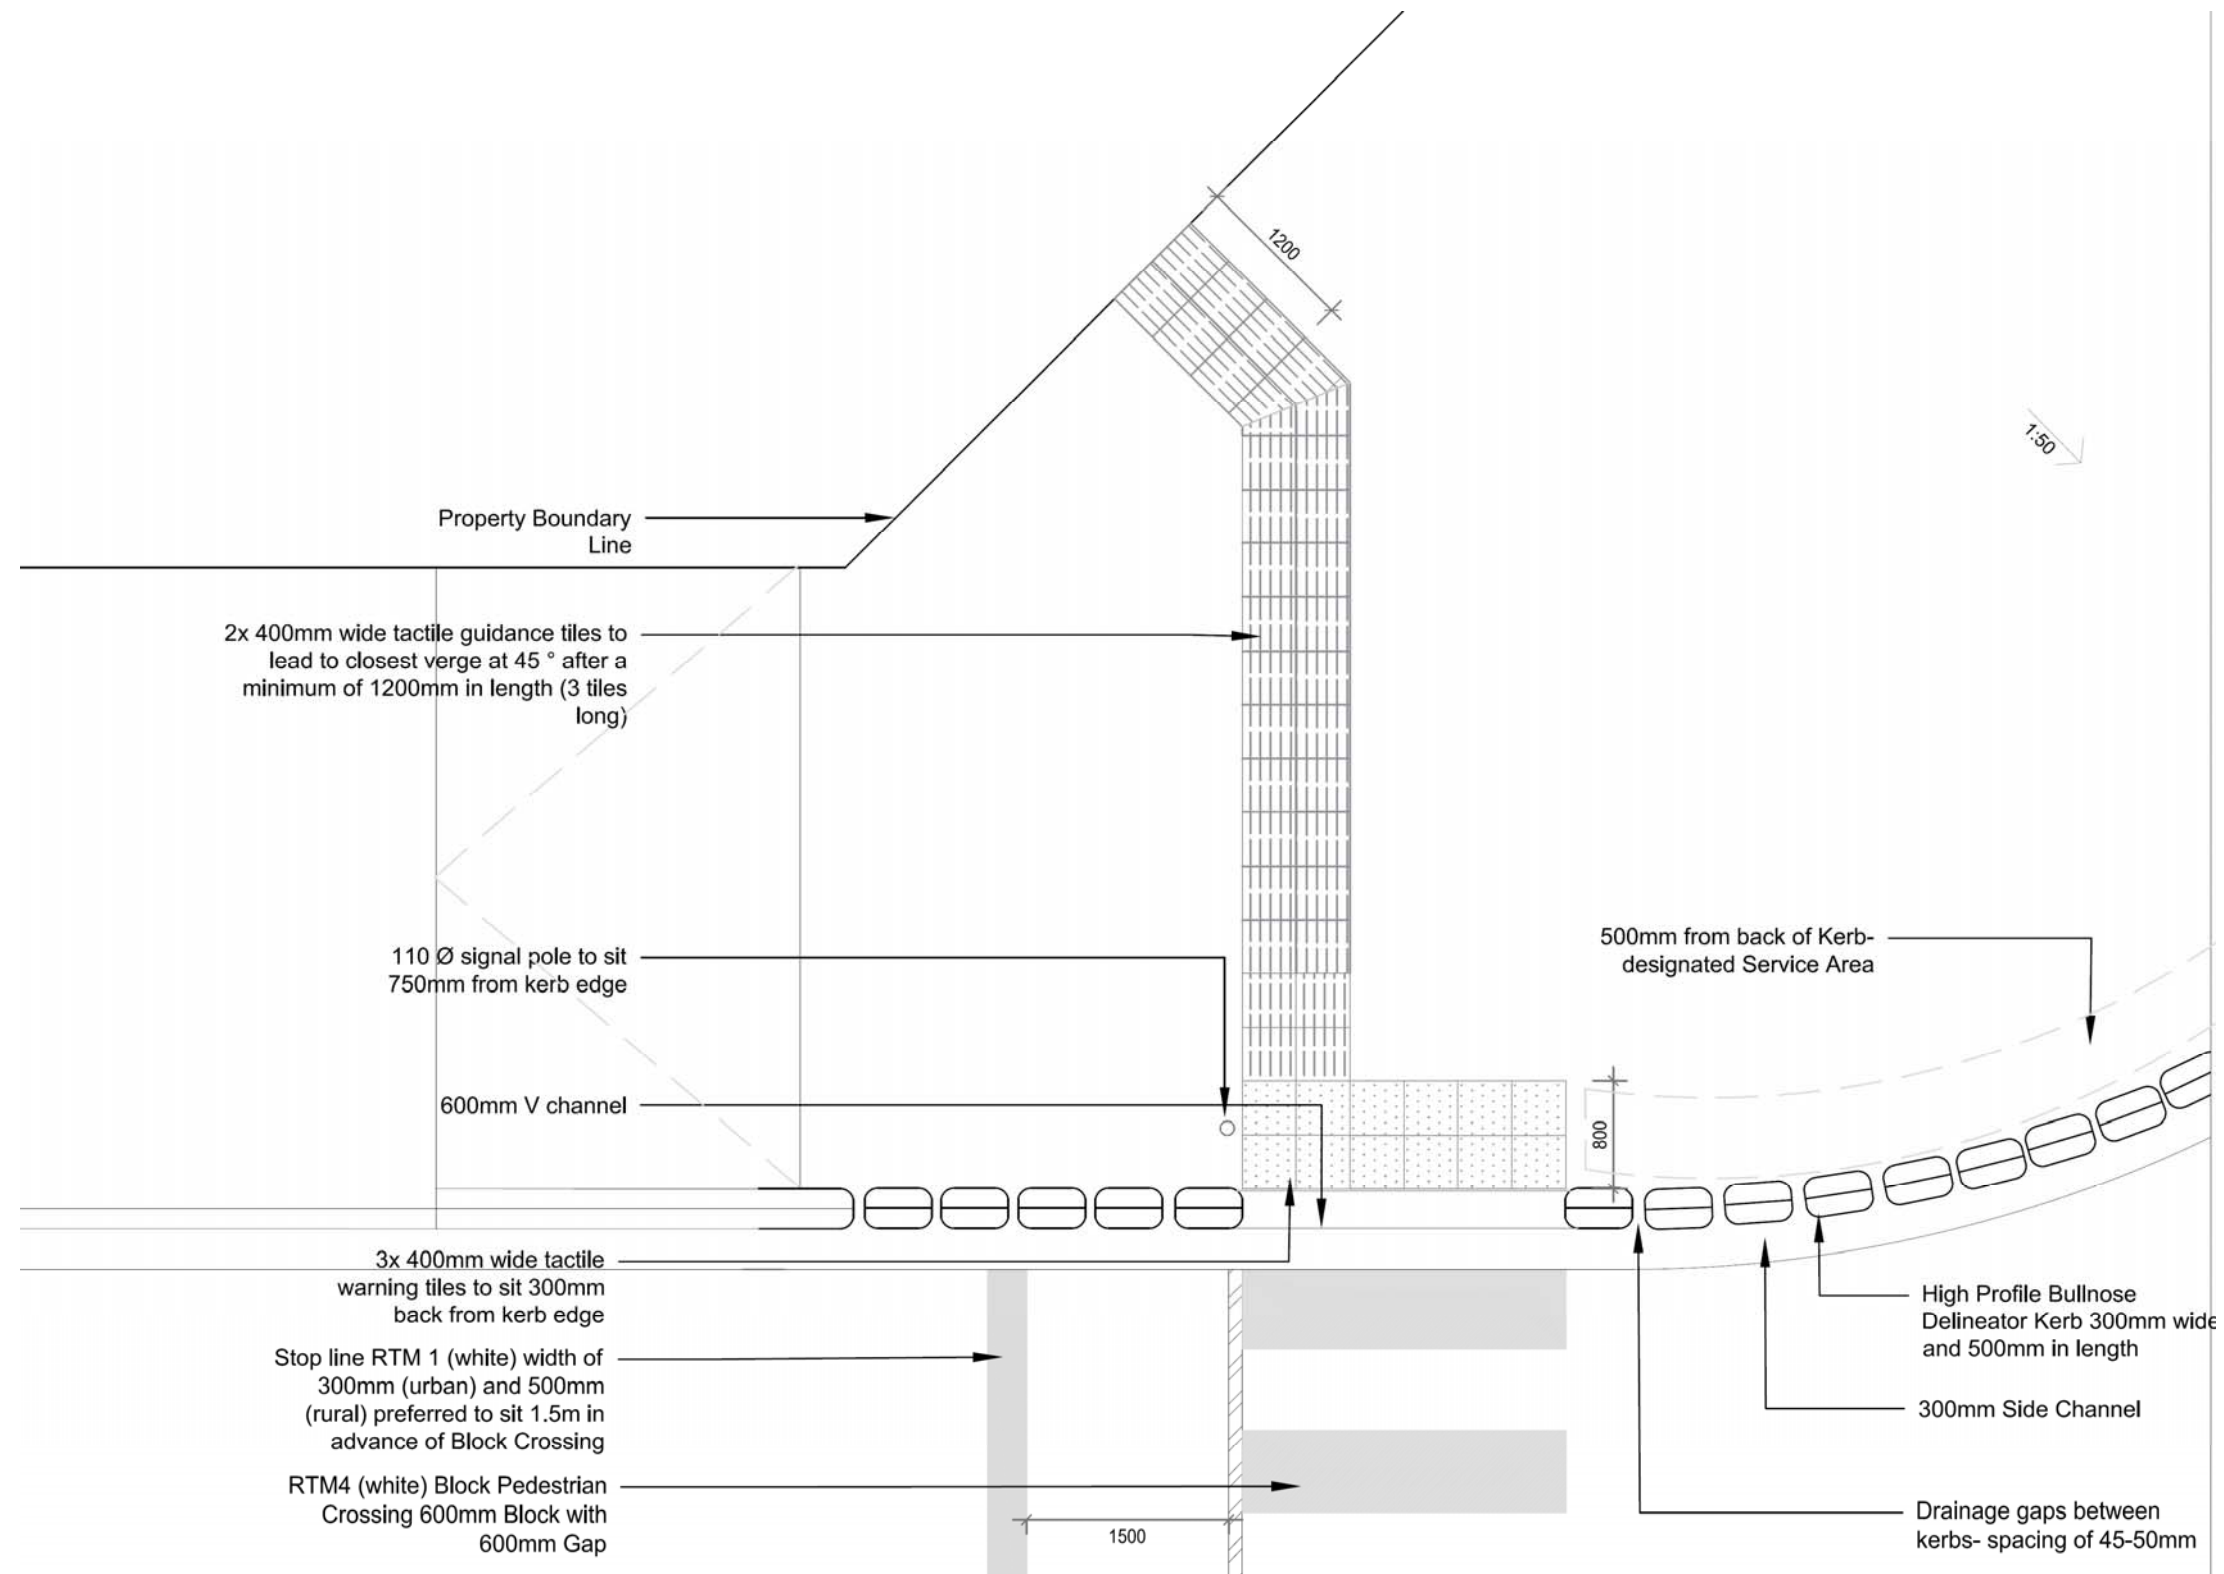 1200
1:50
Property Boundary
Line
2x 400mm wide tactile guidance tiles to
lead to closest verge at 45 ° after a
minimum of 1200mm in length (3 tiles
long)
110 Ø signal pole to sit
750mm from kerb edge
500mm from back of Kerb-
designated Service Area
600mm V channel
800
3x 400mm wide tactile
warning tiles to sit 300mm
back from kerb edge
High Profile Bullnose
Delineator Kerb 300mm wide
and 500mm in length
Stop line RTM 1 (white) width of
300mm (urban) and 500mm
(rural) preferred to sit 1.5m in
advance of Block Crossing
300mm Side Channel
RTM4 (white) Block Pedestrian
Crossing 600mm Block with
600mm Gap
1500
Drainage gaps between
kerbs- spacing of 45-50mm